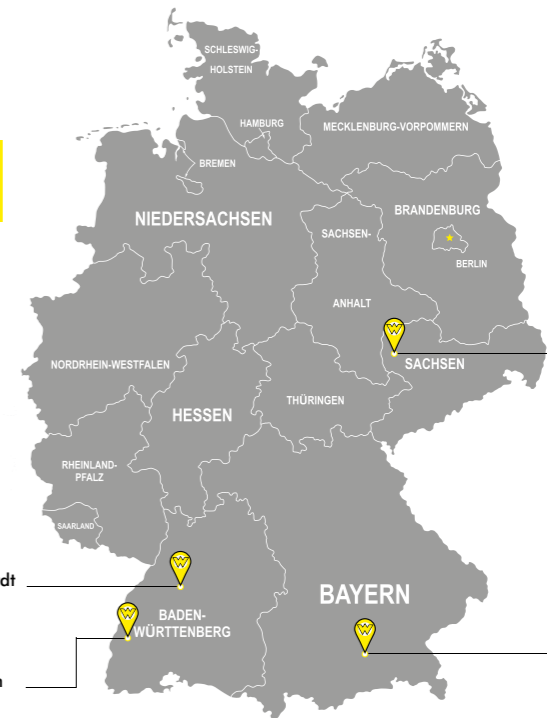 SCHLESWIG-
HOLSTEIN
HAMBURG
MECKLENBURG-VORPOMMERN
BREMEN
NIEDERSACHSEN
BRANDENBURG
SACHSEN-
BERLIN
ANHALT
NORDRHEIN-WESTFALEN
SACHSEN
HESSEN
THÜRINGEN
RHEINLAND-
PFALZ
SAARLAND
dt
BAYERN
BADEN-
WÜRTTENBERG